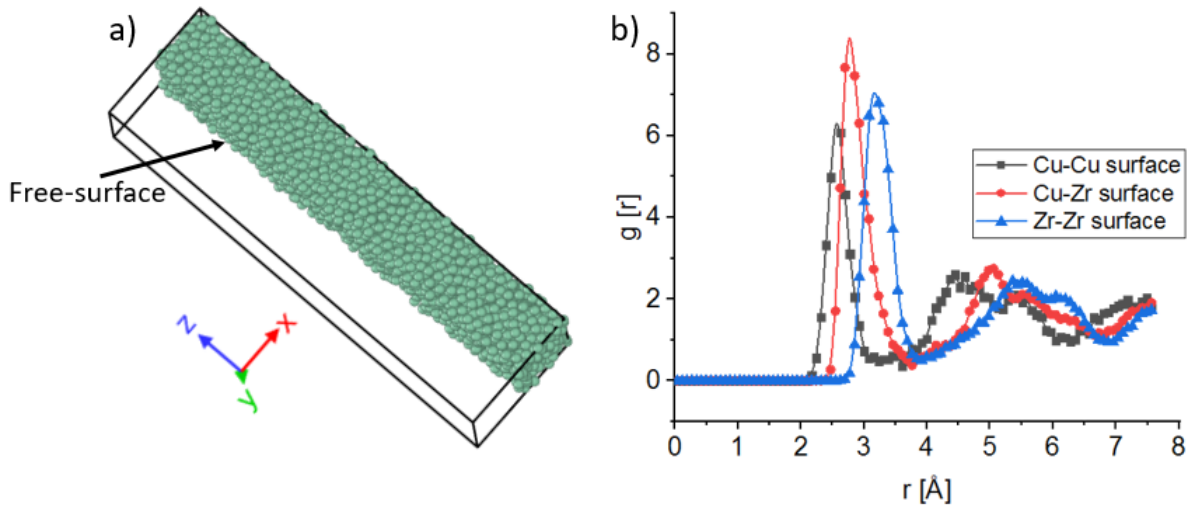 a)
Free-surface
Z
X
y
b)
g [r]
8
6
4
2
0
Cu-Cu surface
Cu-Zr surface
Zr-Zr surface
0 1 2 3 4 5 6 7 8
r [Å]